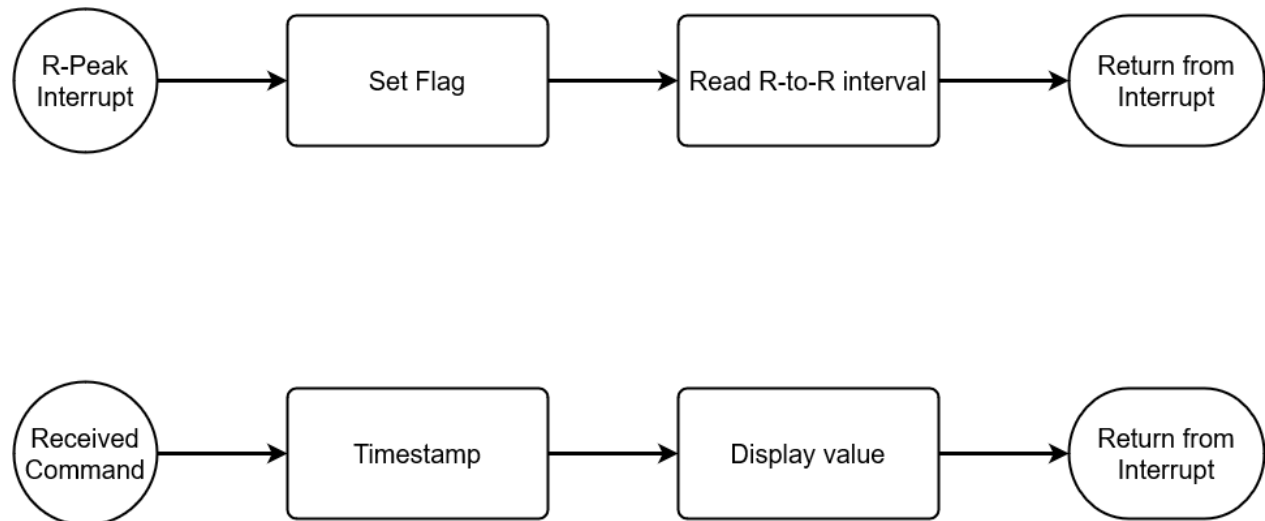 R-Peak
Interrupt
Set Flag
Read R-to-R interval
Return from
Interrupt
Received
Command
Timestamp
Display value
Return from
Interrupt